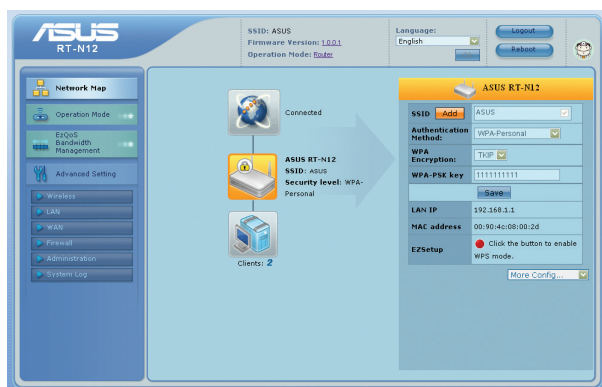 ASUS
RT-N12
SSID: ASUS
Firmware Version: 1.0.0.1
Operation Mode: Router
Language:
English
Logout
Reboot
Network Map
Operation Mode
EzQoS
Bandwidth
Management
Advanced Setting
Wireless
LAN
WAN
Firewall
Administration
System Log
Connected
ASUS RT-N12
SSID: ASUS
Security level: WPA-
Personal
Clients: 2
ASUS RT-N12
SSID Add ASUS
Authentication
Method: WPA-Personal
WPA
Encryption: TKIP
WPA-PSK key 1111111111
Save
LAN IP 192.168.1.1
MAC address 00:90:4c:08:00:2d
EZSetup Click the button to enable
WPS mode.
More Config...